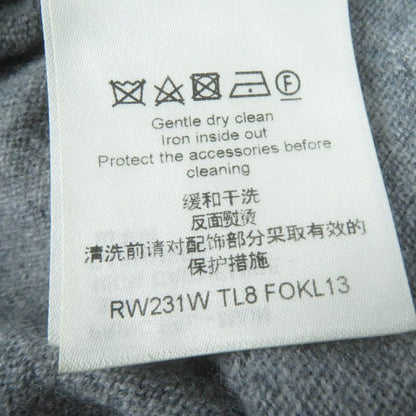 F
Gentle dry clean
Iron inside out
Protect the accessories before
cleaning
缓和干洗
反面熨烫
清洗前请对配饰部分采取有效的
保护措施
RW231W TL8 FOKL13